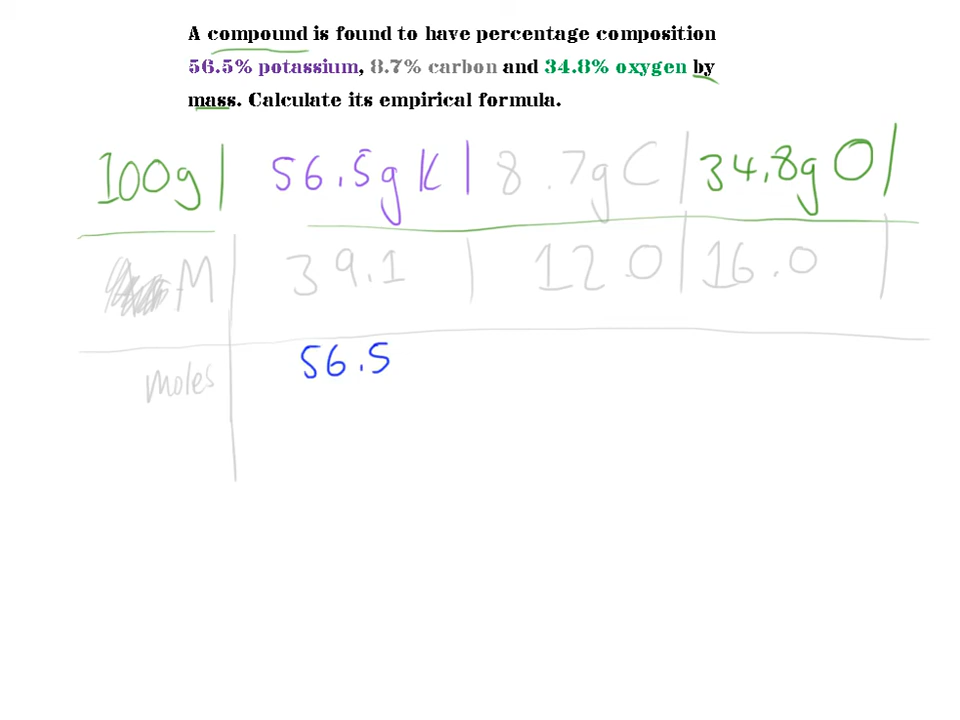 A compound is found to have percentage composition
56.5% potassium, 8.7% carbon and 34.8% oxygen by
mass. Calculate its empirical formula.
100g 56.5g K 8.7g C 34.8g O
M 39.1 12.0 16.0
moles 56.5